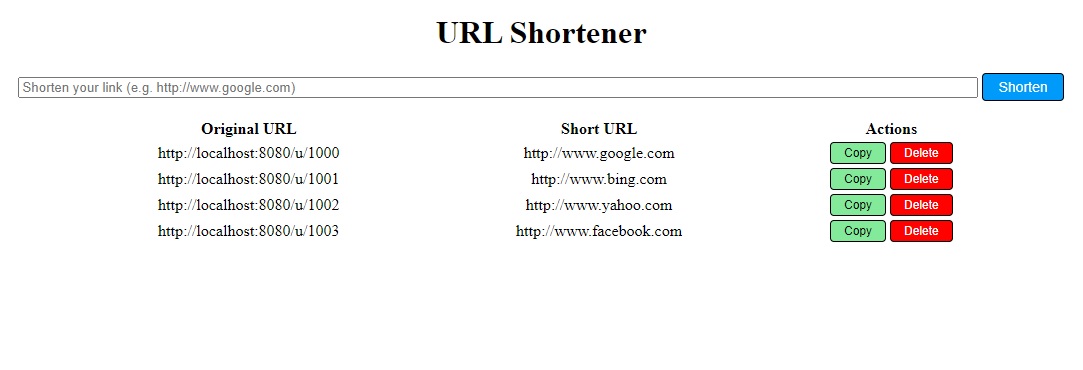 URL Shortener
Shorten your link (e.g. http://www.google.com) Shorten
Original URL Short URL Actions
http://localhost:8080/u/1000 http://www.google.com Copy Delete
http://localhost:8080/u/1001 http://www.bing.com Copy Delete
http://localhost:8080/u/1002 http://www.yahoo.com Copy Delete
http://localhost:8080/u/1003 http://www.facebook.com Copy Delete